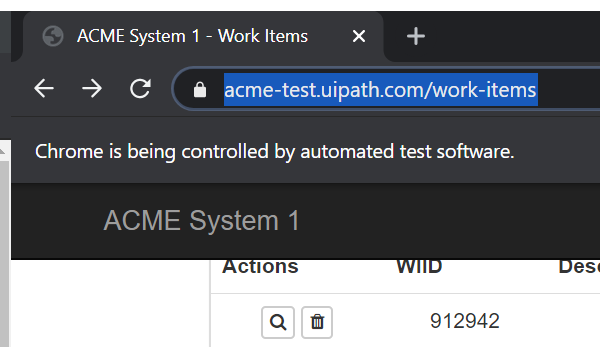 ACME System 1 - Work Items
acme-test.uipath.com/work-items
Chrome is being controlled by automated test software.
ACME System 1
Actions WIID
912942